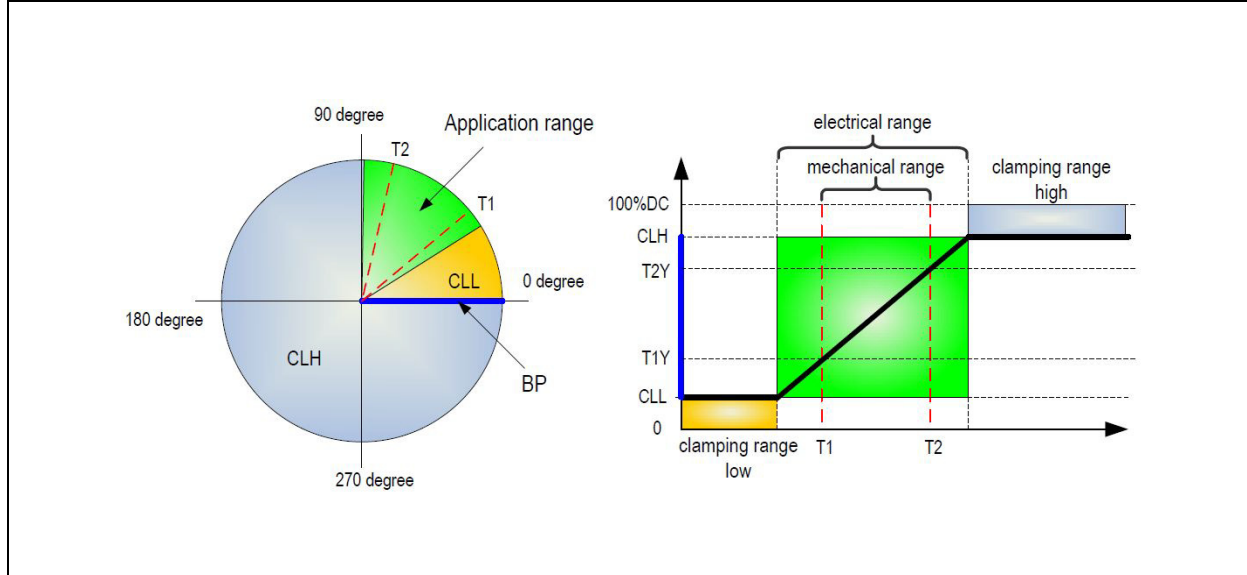 90 degree
Application range
T2
T1
CLL
0 degree
180 degree
CLH
BP
270 degree
electrical range
mechanical range
clamping range
high
100%DC
CLH
T2Y
T1Y
CLL
0
clamping range
low
T1
T2